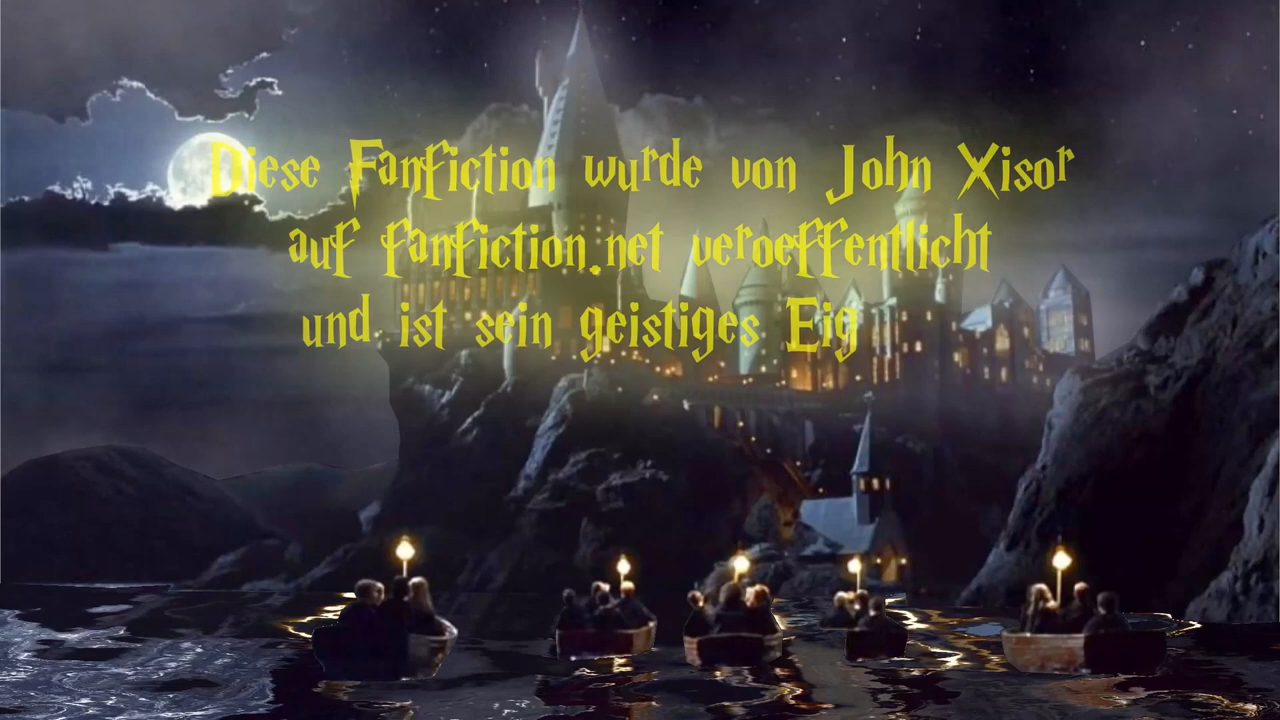 Diese Fanfiction wurde von John Xisor
auf fanfiction.net veroeffentlicht
und ist sein geistiges Eig